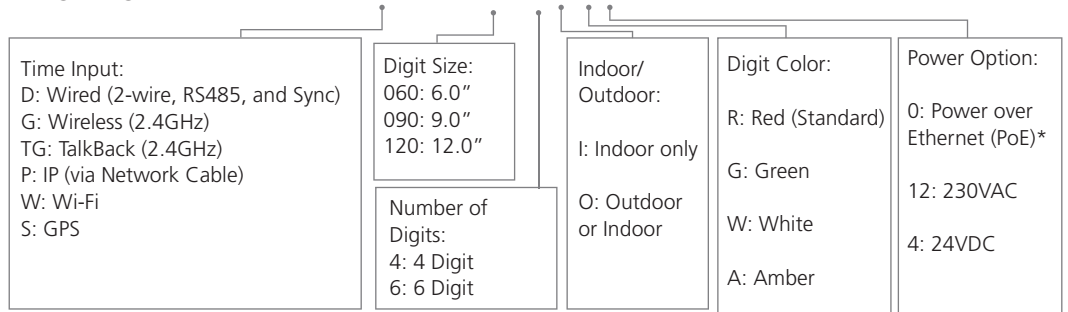 Time Input:
D: Wired (2-wire, RS485, and Sync)
G: Wireless (2.4GHz)
TG: TalkBack (2.4GHz)
P: IP (via Network Cable)
W: Wi-Fi
S: GPS
Digit Size:
060: 6.0”
090: 9.0”
120: 12.0”
Number of
Digits:
4: 4 Digit
6: 6 Digit
Indoor/
Outdoor:
I: Indoor only
O: Outdoor
or Indoor
Digit Color:
R: Red (Standard)
G: Green
W: White
A: Amber
Power Option:
0: Power over
Ethernet (PoE)*
12: 230VAC
4: 24VDC